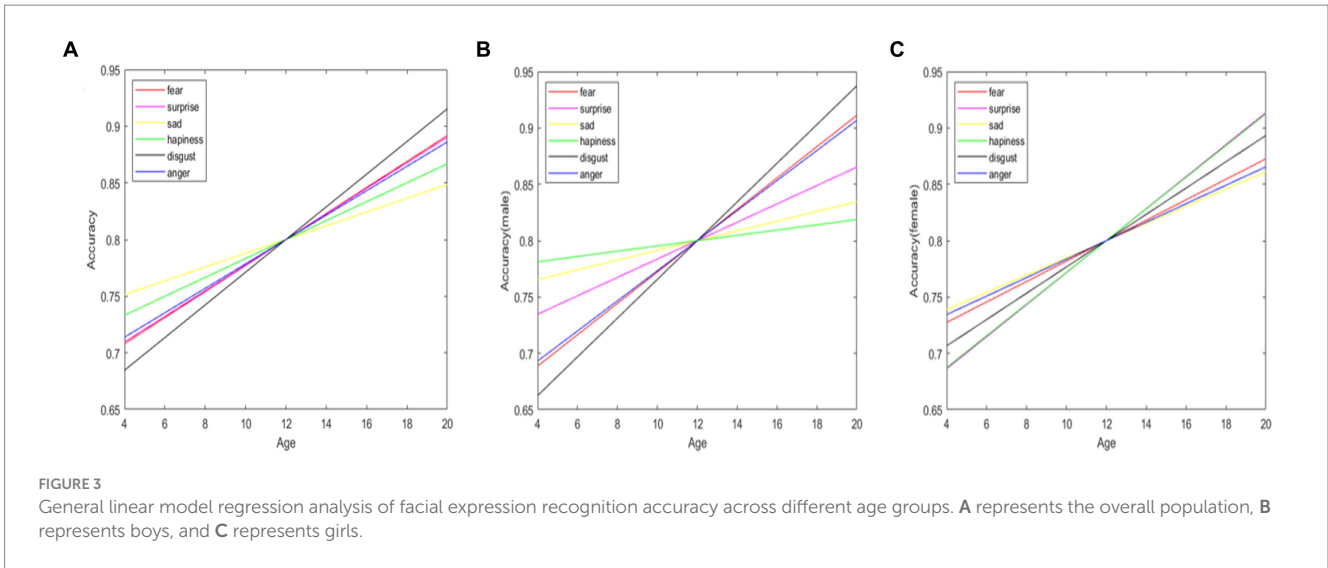 A
0.95
0.9
0.85
0.8
0.75
0.7
0.65
Accuracy
fear
surprise
sad
hapiness
disgust
anger
4 6 8 10 12 14 16 18 20
Age
B
0.95
0.9
0.85
0.8
0.75
0.7
0.65
Accuracy(male)
fear
surprise
sad
hapiness
disgust
anger
4 6 8 10 12 14 16 18 20
Age
C
0.95
0.9
0.85
0.8
0.75
0.7
0.65
Accuracy(female)
fear
surprise
sad
hapiness
disgust
anger
4 6 8 10 12 14 16 18 20
Age
FIGURE 3
General linear model regression analysis of facial expression recognition accuracy across different age groups. A represents the overall population, B
represents boys, and C represents girls.